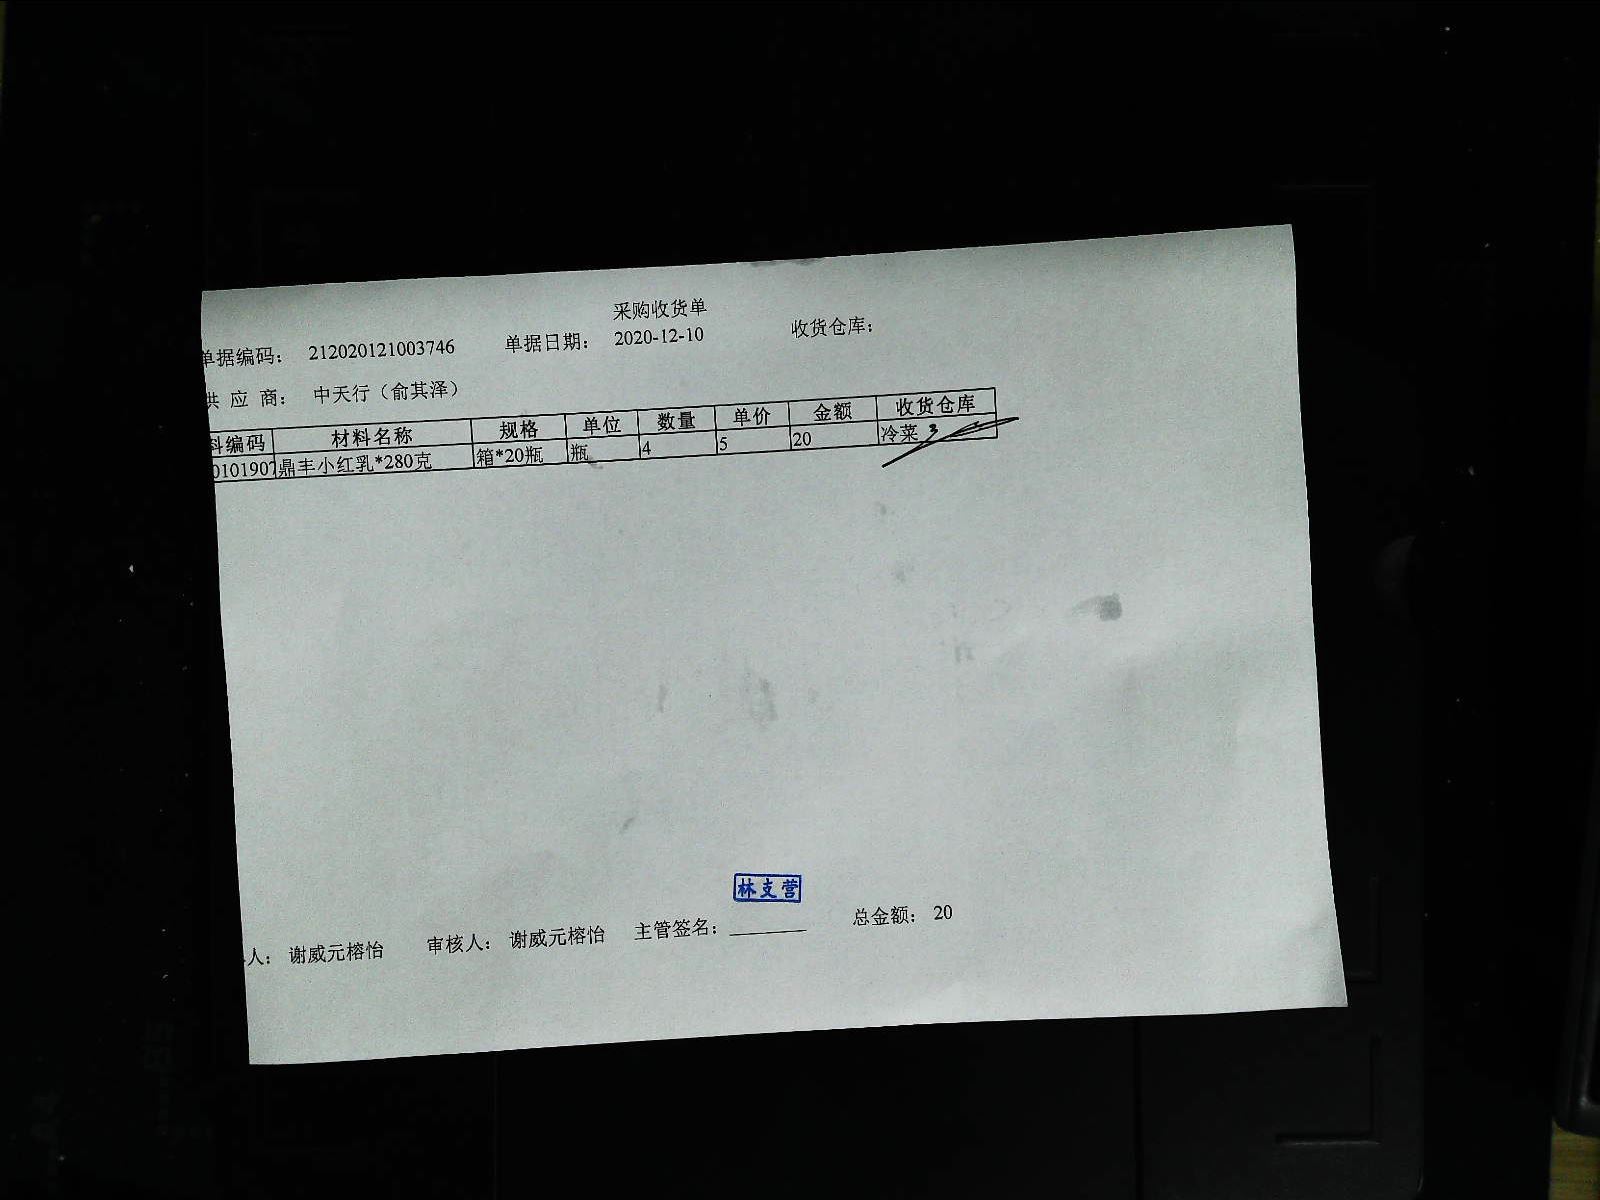 采购收货单
单据编码： 212020121003746 单据日期： 2020-12-10 收货仓库：
供 应 商： 中天行（俞其泽）
料编码 材料名称 规格 单位 数量 单价 金额 收货仓库
0101907 鼎丰小红乳*280克 箱*20瓶 瓶 4 5 20 冷菜
林支营
人： 谢威元榕怡 审核人： 谢威元榕怡 主管签名： 总金额： 20